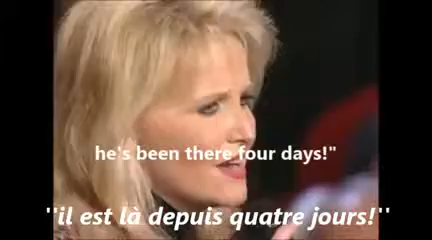 he's been there four days!"
''il est là depuis quatre jours!''